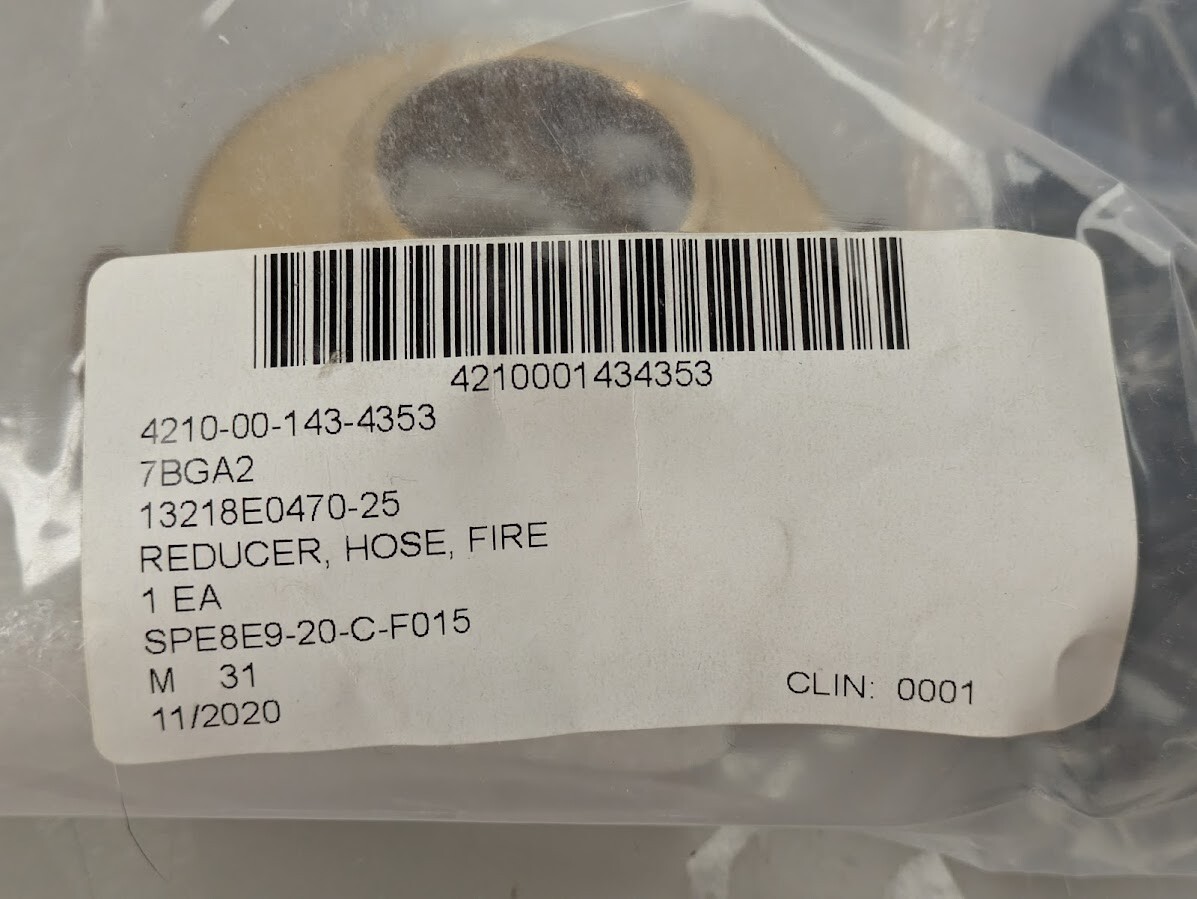 4210001434353
4210-00-143-4353
7BGA2
13218E0470-25
REDUCER, HOSE, FIRE
1 EA
SPE8E9-20-C-F015
M 31
11/2020
CLIN: 0001